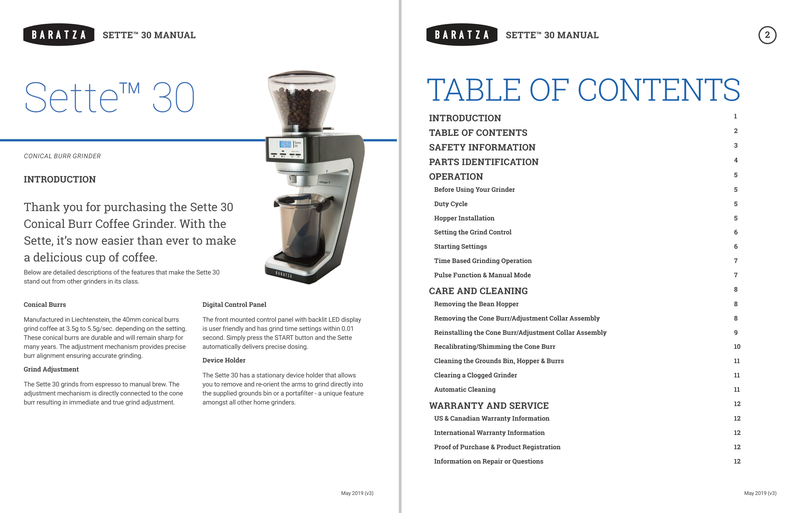 BARATZA SETTE™ 30 MANUAL
Sette™ 30
CONICAL BURR GRINDER
INTRODUCTION
Thank you for purchasing the Sette 30
Conical Burr Coffee Grinder. With the
Sette, it’s now easier than ever to make
a delicious cup of coffee.
Below are detailed descriptions of the features that make the Sette 30
stand out from other grinders in its class.
Conical Burrs
Manufactured in Liechtenstein, the 40mm conical burrs
grind coffee at 3.5g to 5.5g/sec. depending on the setting.
These conical burrs are durable and will remain sharp for
many years. The adjustment mechanism provides precise
burr alignment ensuring accurate grinding.
Grind Adjustment
The Sette 30 grinds from espresso to manual brew. The
adjustment mechanism is directly connected to the cone
burr resulting in immediate and true grind adjustment.
Digital Control Panel
The front mounted control panel with backlit LED display
is user friendly and has grind time settings within 0.01
second. Simply press the START button and the Sette
automatically delivers precise dosing.
Device Holder
The Sette 30 has a stationary device holder that allows
you to remove and re-orient the arms to grind directly into
the supplied grounds bin or a portafilter - a unique feature
amongst all other home grinders.
BARATZA
May 2019 (v3)
BARATZA SETTE™ 30 MANUAL 2
TABLE OF CONTENTS
INTRODUCTION 1
TABLE OF CONTENTS 2
SAFETY INFORMATION 3
PARTS IDENTIFICATION 4
OPERATION 5
Before Using Your Grinder 5
Duty Cycle 5
Hopper Installation 5
Setting the Grind Control 6
Starting Settings 6
Time Based Grinding Operation 7
Pulse Function & Manual Mode 7
CARE AND CLEANING 8
Removing the Bean Hopper 8
Removing the Cone Burr/Adjustment Collar Assembly 8
Reinstalling the Cone Burr/Adjustment Collar Assembly 9
Recalibrating/Shimming the Cone Burr 10
Cleaning the Grounds Bin, Hopper & Burrs 11
Clearing a Clogged Grinder 11
Automatic Cleaning 11
WARRANTY AND SERVICE 12
US & Canadian Warranty Information 12
International Warranty Information 12
Proof of Purchase & Product Registration 12
Information on Repair or Questions 12
May 2019 (v3)